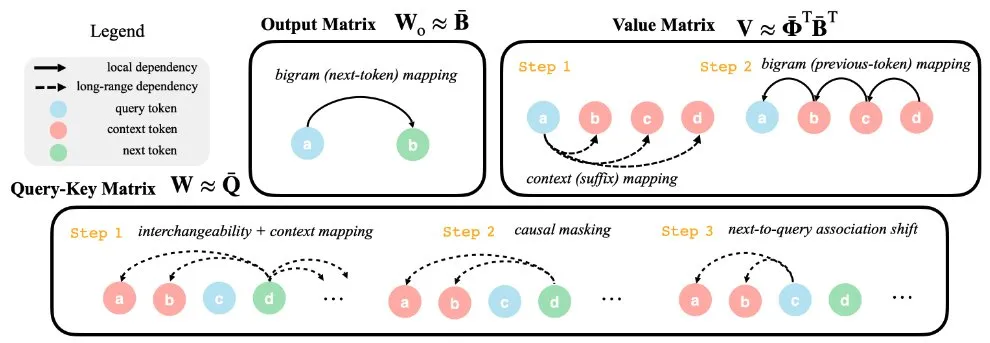 Legend
local dependency
long-range dependency
query token
context token
next token
Output Matrix W₀ ≈ B̄
bigram (next-token) mapping
a b
Value Matrix V ≈ Φ̄ᵀB̄ᵀ
Step 1
a b c d
context (suffix) mapping
Step 2 bigram (previous-token) mapping
a b c d
Query-Key Matrix W ≈ Q̄
Step 1 interchangeability + context mapping
a b c d ...
Step 2 causal masking
a b c d ...
Step 3 next-to-query association shift
a b c d ...